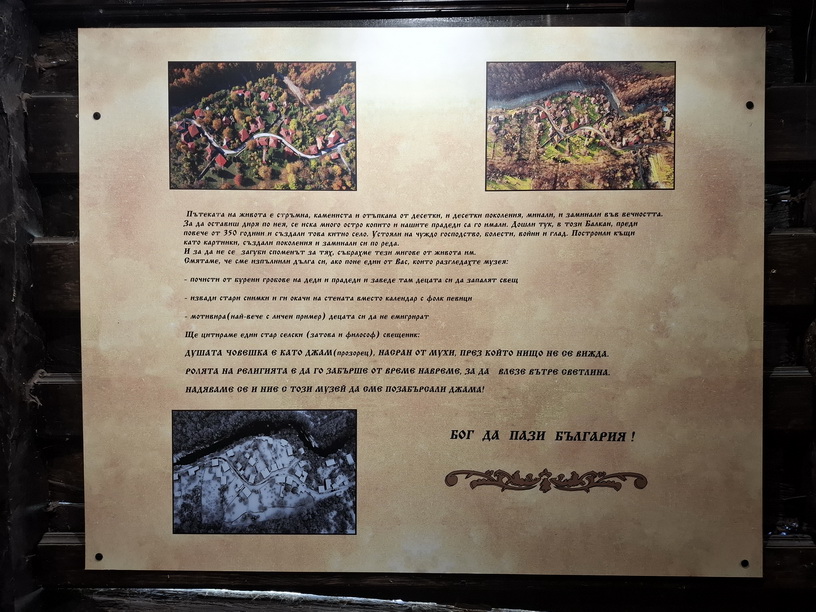 Пътеката на живота е стръмна, камениста и отъпкана от десетки, и десетки поколения, минали, и заминали във вечността.
За да оставиш диря по нея, се иска много остро копито и нашите прадеди са го имали. Дошли тук, в този Балкан, преди
повече от 350 години и създали това китно село. Устояли на чуждо господство, болести, войни и глад. Построили къщи
като картички, създали поколения и заминали си по реда.
И за да не се загуби споменът за тях, събрахме тези мигове от живота им.
Смятаме, че сме изпълнили дълга си, ако поне един от Вас, които разгледахте музея:
- почисти от бурени гробове на деди и прадеди и заведе там децата си да запалят свещ
- извади стари снимки и ги окачи на стената вместо календар с фолк певици
- мотивира(най-вече с личен пример) децата си да не емигрират
Ще цитираме един стар селски (затова и философ) свещеник:
ДУШАТА ЧОВЕШКА Е КАТО ДЖАМ(прозорец), НАСРАН ОТ МУХИ, ПРЕЗ КОЙТО НИЩО НЕ СЕ ВИЖДА.
РОЛЯТА НА РЕЛИГИЯТА Е ДА ГО ЗАБЪРШЕ ОТ ВРЕМЕ НАВРЕМЕ, ЗА ДА ВЛЕЗЕ ВЪТРЕ СВЕТЛИНА.
НАДЯВАМЕ СЕ И НИЕ С ТОЗИ МУЗЕЙ ДА СМЕ ПОЗАБЪРСАЛИ ДЖАМА!
БОГ ДА ПАЗИ БЪЛГАРИЯ !